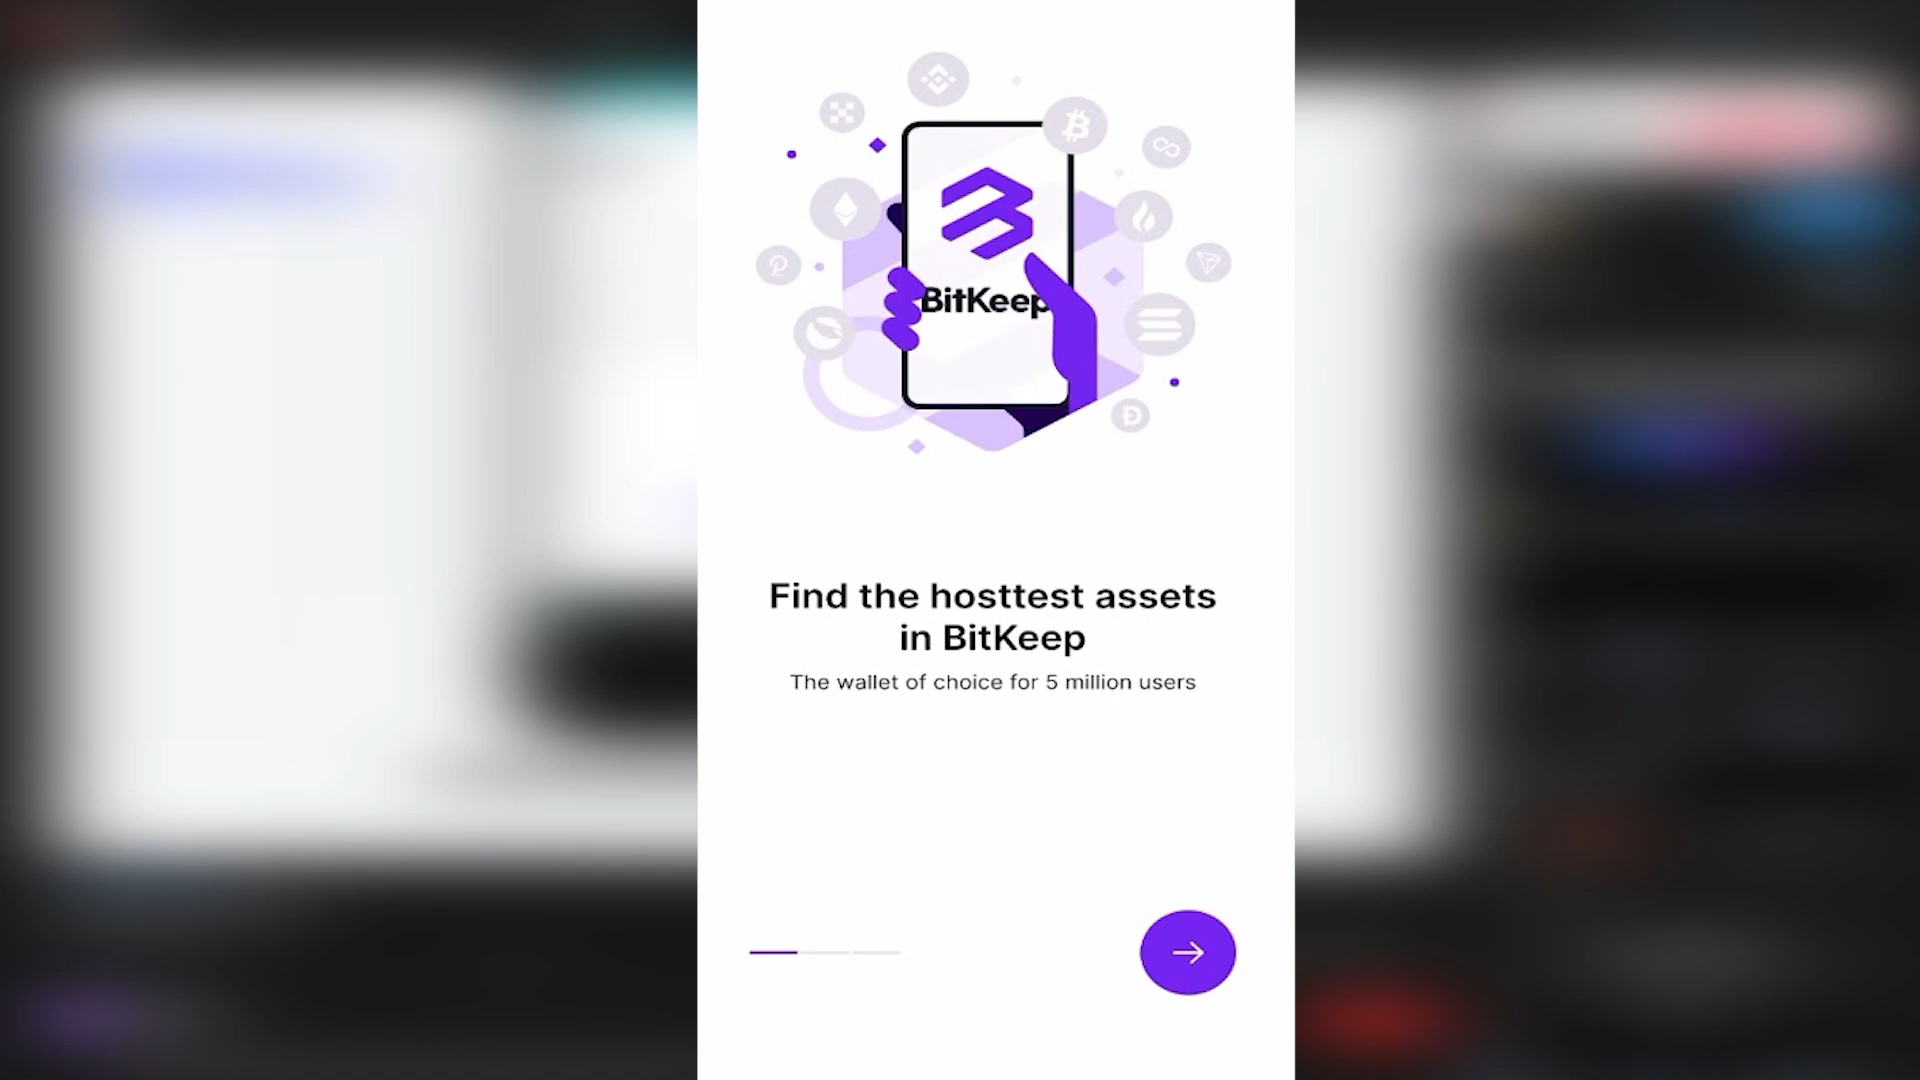 BitKeep
Find the hosttest assets
in BitKeep
The wallet of choice for 5 million users